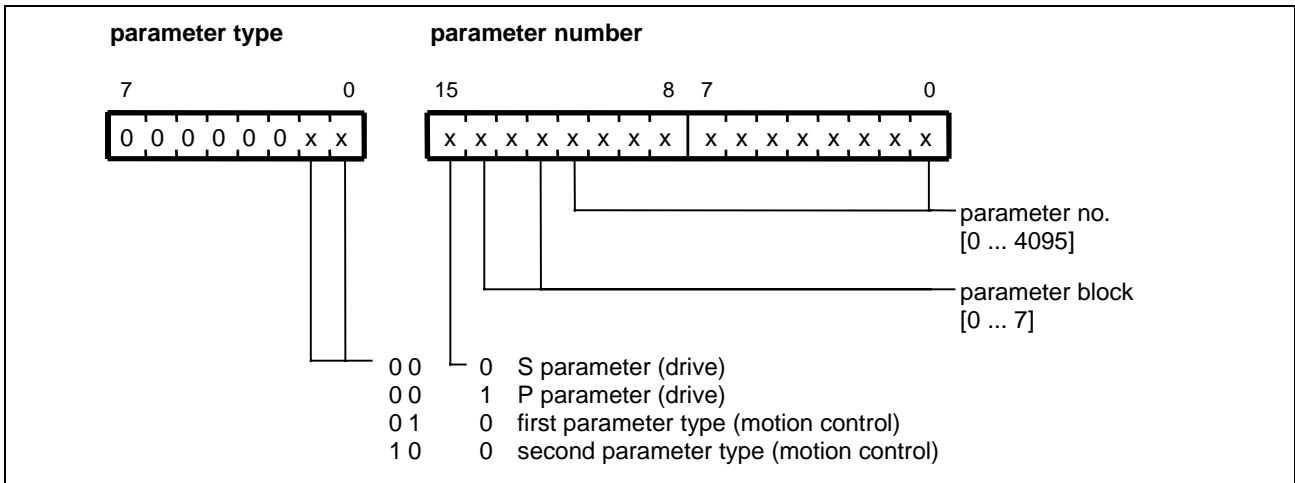 parameter type parameter number
7 0 15 8 7 0
0 0 0 0 0 0 x x x x x x x x x x x x x x x x x x
parameter no.
[0 ... 4095]
parameter block
[0 ... 7]
0 0 0 S parameter (drive)
0 0 1 P parameter (drive)
0 1 0 first parameter type (motion control)
1 0 0 second parameter type (motion control)